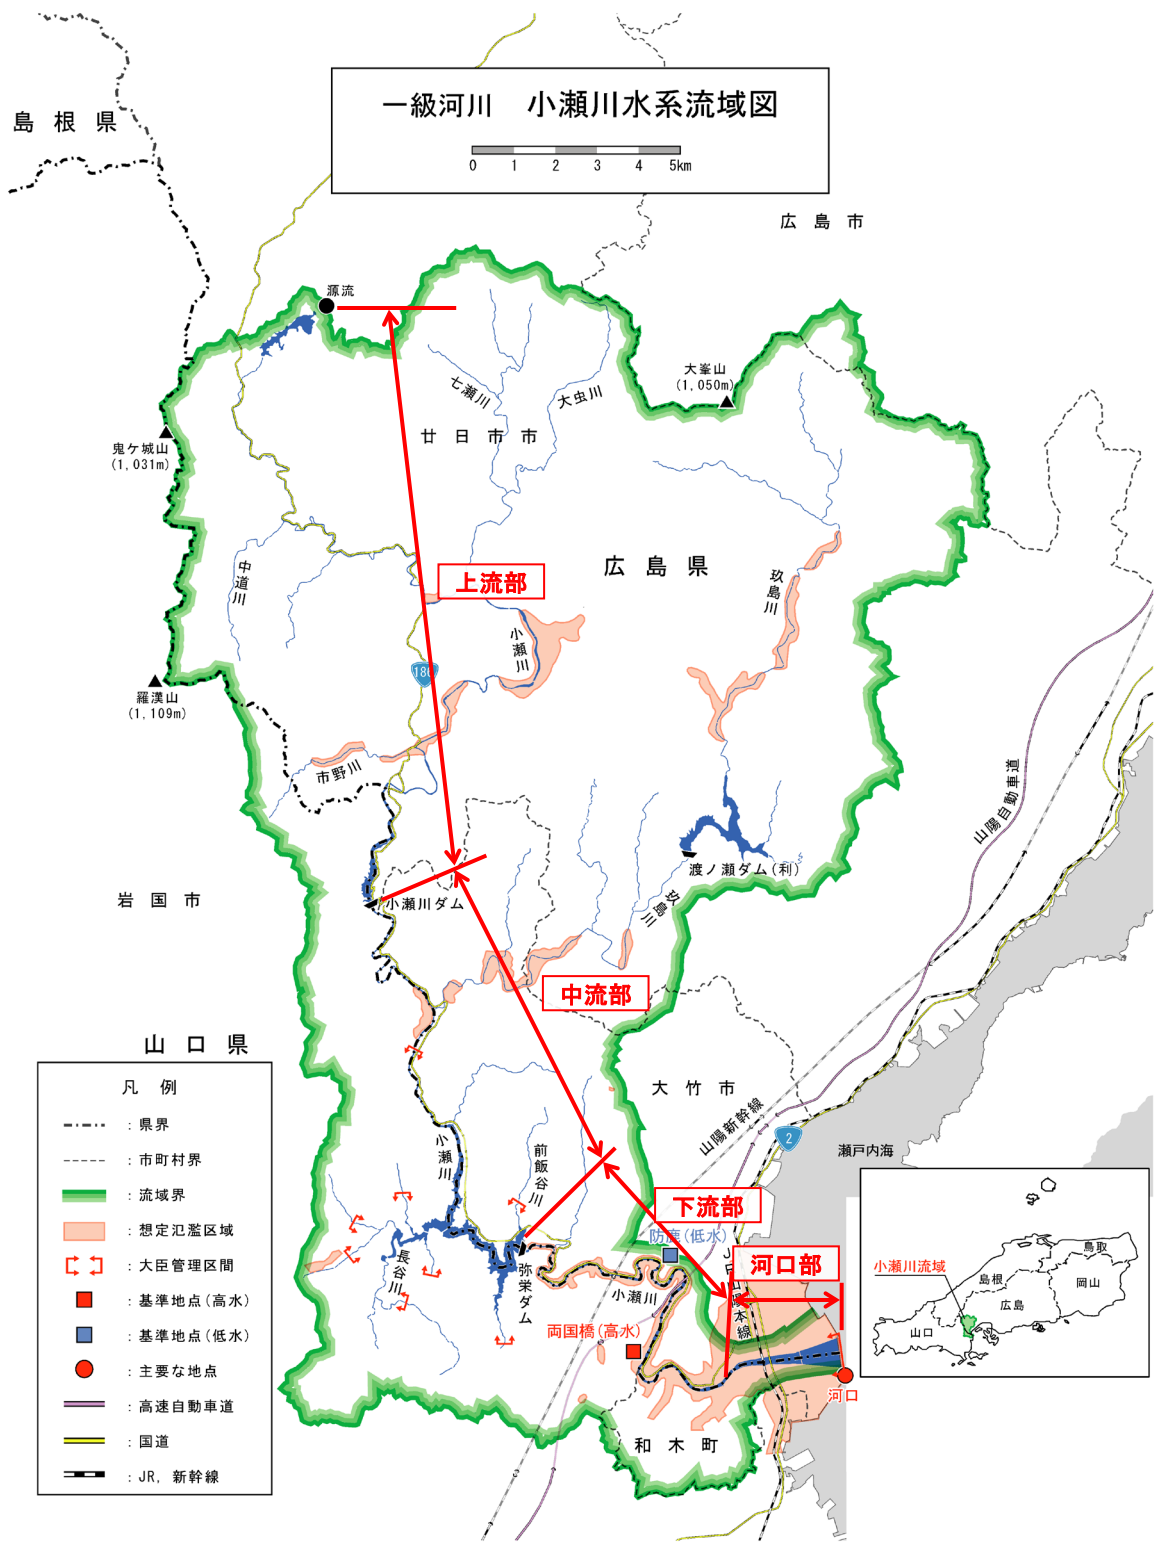 一級河川　小瀬川水系流域図
0 1 2 3 4 5km
島根県
広島市
源流
大峯山
(1,050m)
七瀬川
大虫川
廿日市市
鬼ケ城山
(1,031m)
広島県
中道川
上流部
玖島川
小瀬川
186
羅漢山
(1,109m)
市野川
山陽自動車道
渡ノ瀬ダム(利)
岩国市
小瀬川ダム
玖島川
中流部
山口県
大竹市
山陽新幹線
2
瀬戸内海
小瀬川
前飯谷川
下流部
防鹿(低水)
長谷川
弥栄ダム
小瀬川
JR山陽本線
河口部
両国橋(高水)
河口
和木町
凡例
：県界
：市町村界
：流域界
：想定氾濫区域
：大臣管理区間
：基準地点(高水)
：基準地点(低水)
：主要な地点
：高速自動車道
：国道
：JR, 新幹線
小瀬川流域
鳥取
島根
岡山
広島
山口